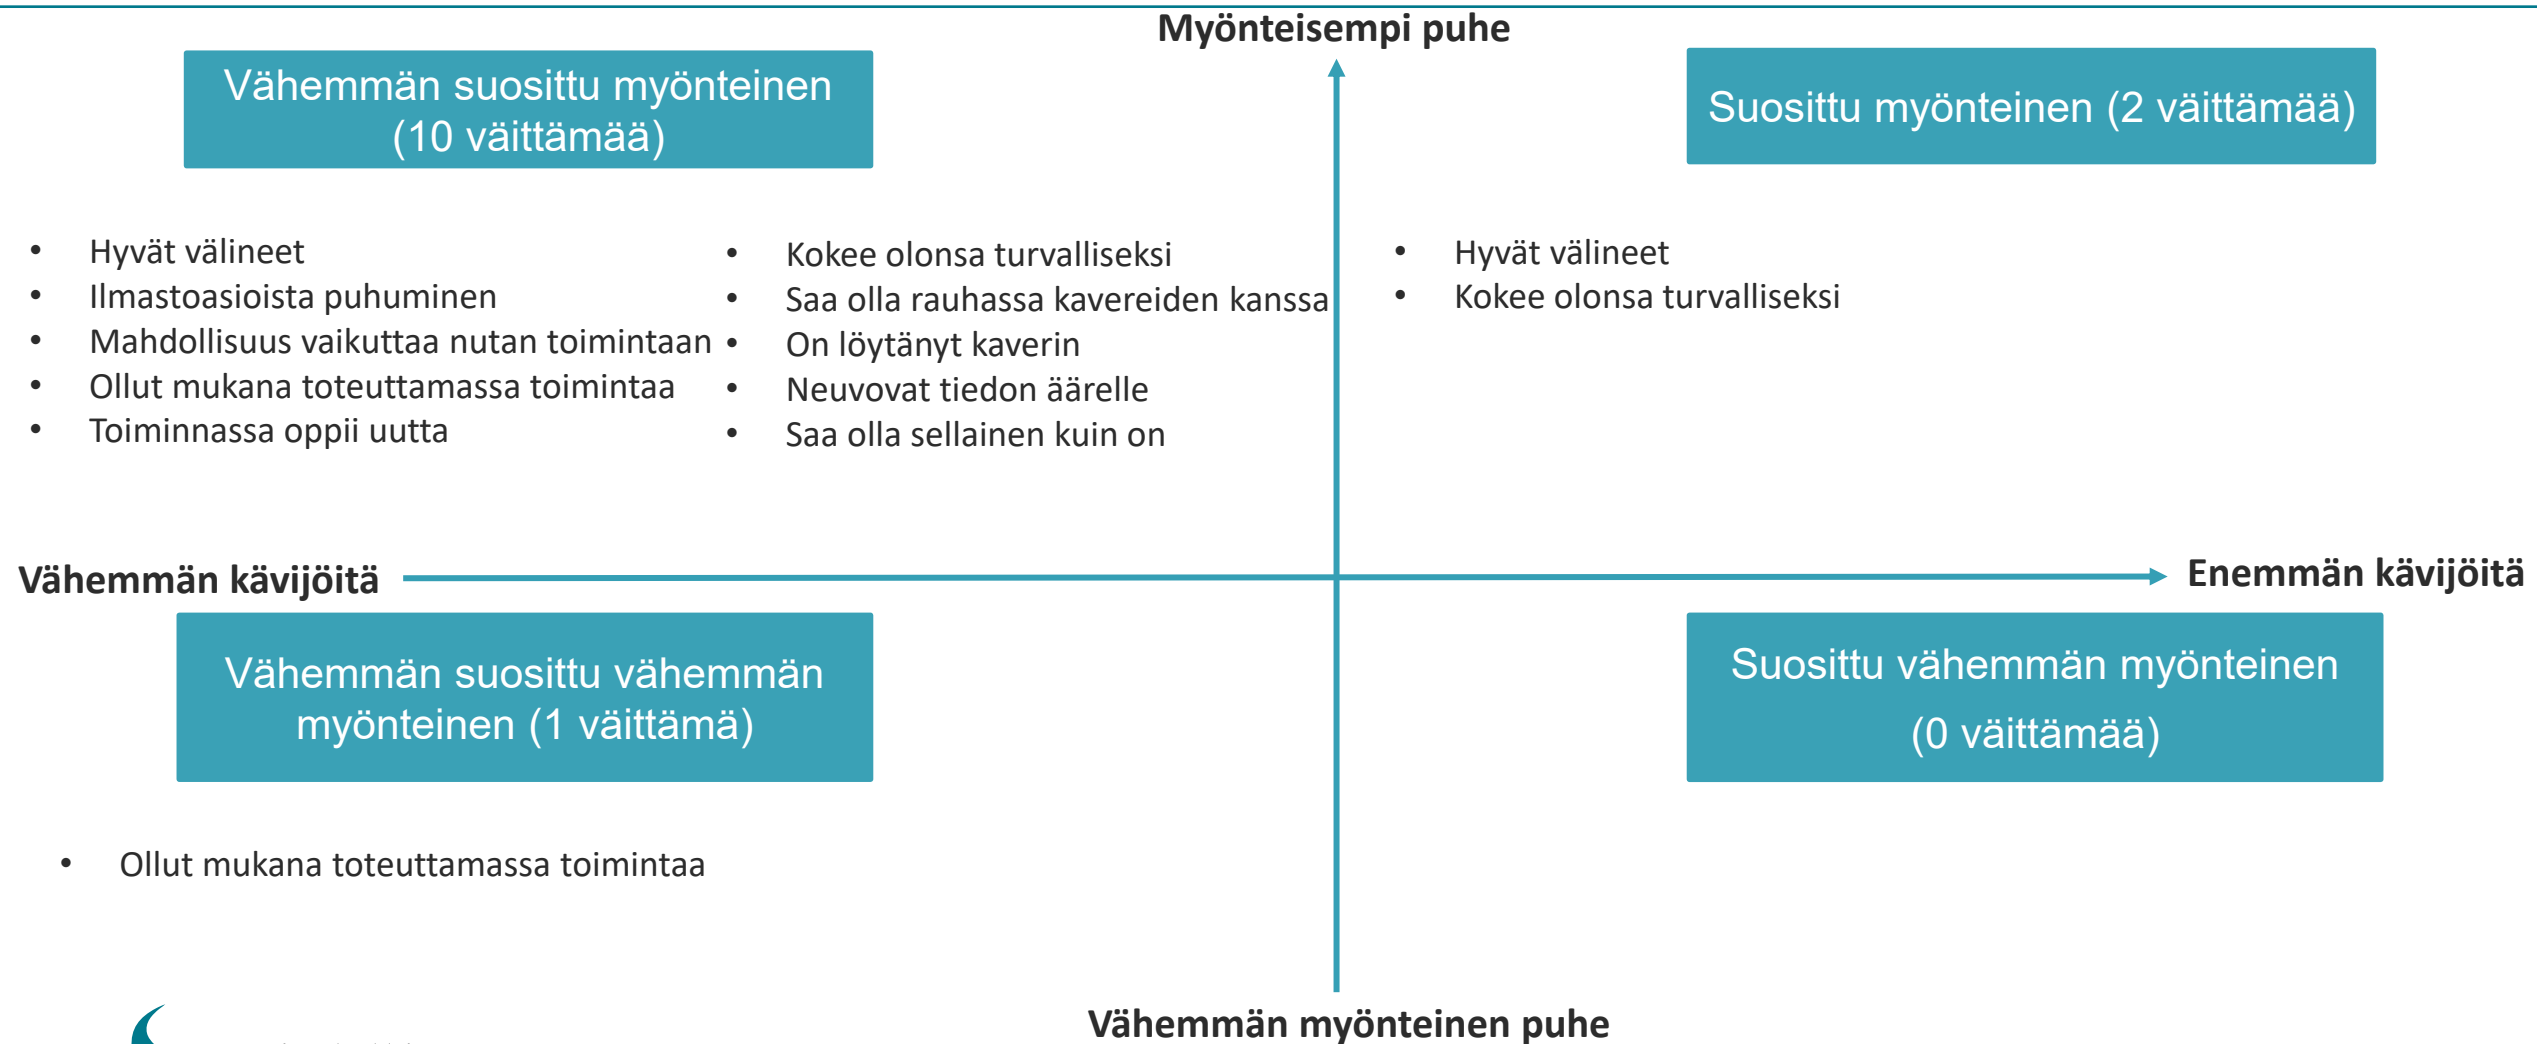 Myönteisempi puhe
Vähemmän suosittu myönteinen
(10 väittämää)
Suosittu myönteinen (2 väittämää)
• Hyvät välineet
• Ilmastoasioista puhuminen
• Mahdollisuus vaikuttaa nutan toimintaan
• Ollut mukana toteuttamassa toimintaa
• Toiminnassa oppii uutta
• Kokee olonsa turvalliseksi
• Saa olla rauhassa kavereiden kanssa
• On löytänyt kaverin
• Neuvovat tiedon äärelle
• Saa olla sellainen kuin on
• Hyvät välineet
• Kokee olonsa turvalliseksi
Vähemmän kävijöitä
Enemmän kävijöitä
Vähemmän suosittu vähemmän
myönteinen (1 väittämä)
Suosittu vähemmän myönteinen
(0 väittämää)
• Ollut mukana toteuttamassa toimintaa
Vähemmän myönteinen puhe